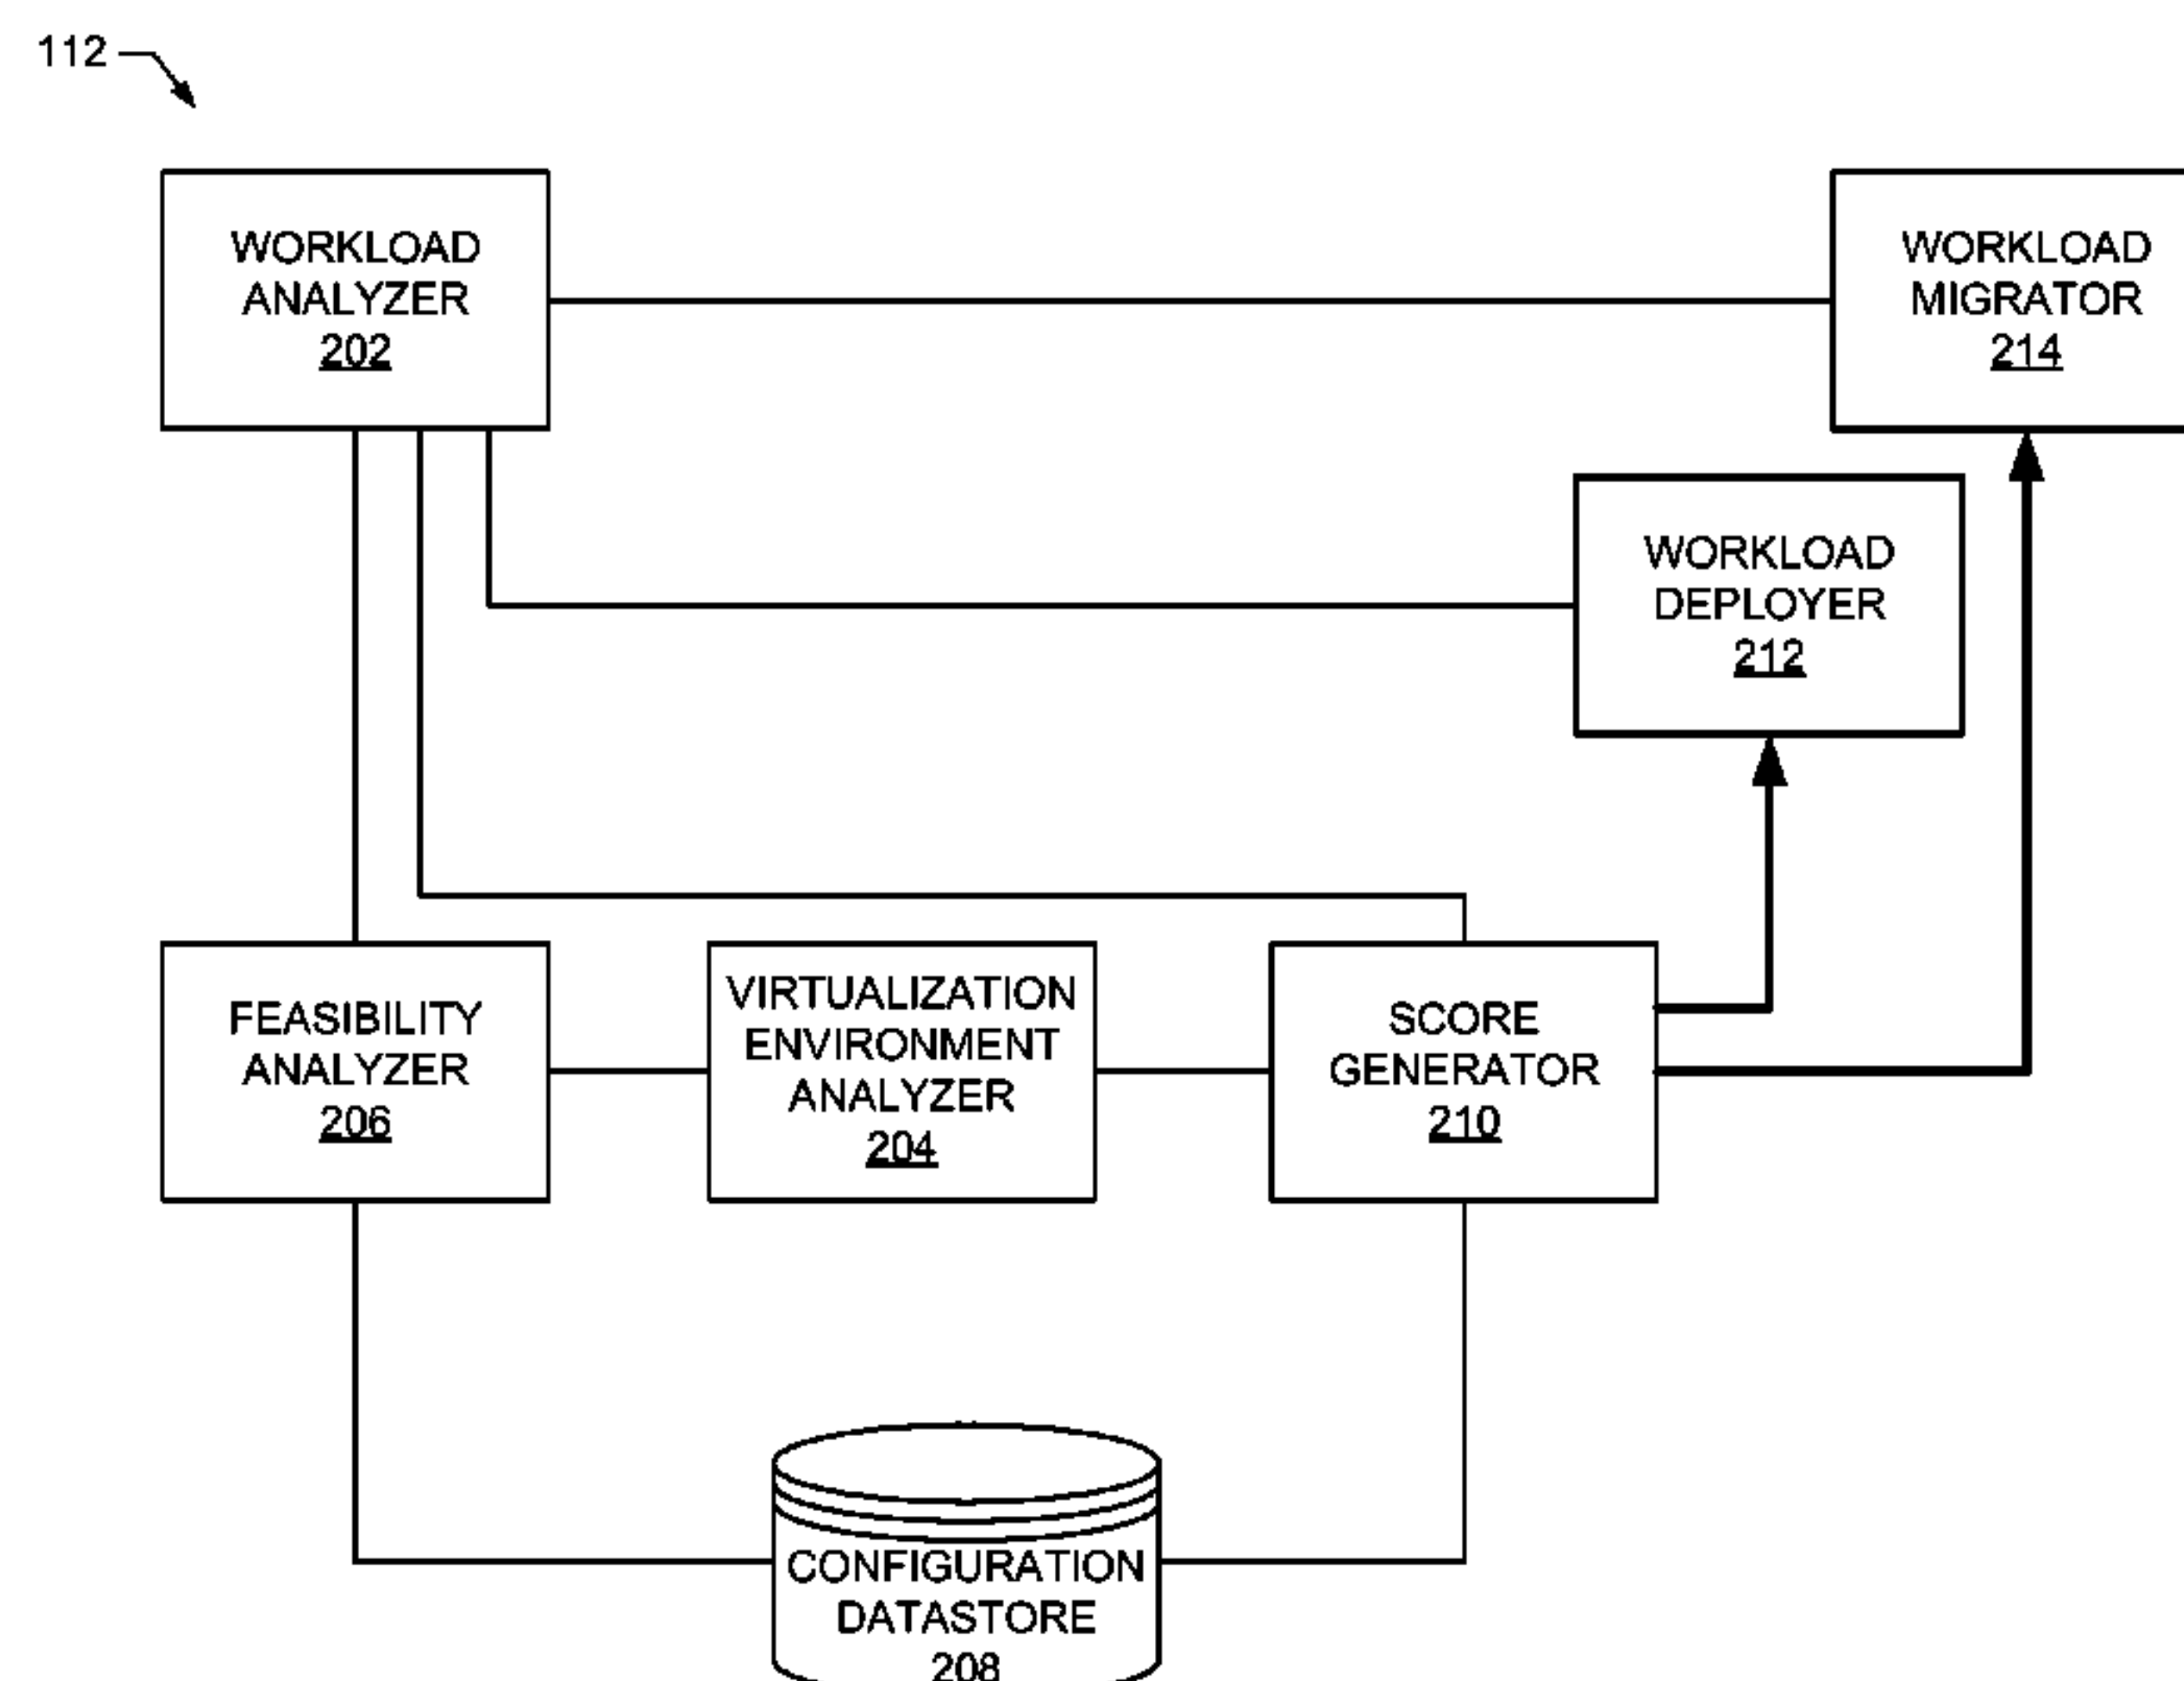 112
WORKLOAD
ANALYZER
202
WORKLOAD
MIGRATOR
214
WORKLOAD
DEPLOYER
212
FEASIBILITY
ANALYZER
206
VIRTUALIZATION
ENVIRONMENT
ANALYZER
204
SCORE
GENERATOR
210
CONFIGURATION
DATASTORE
208